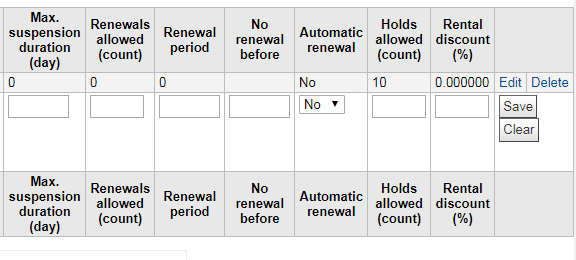 Max. suspension duration (day) Renewals allowed (count) Renewal period No renewal before Automatic renewal Holds allowed (count) Rental discount (%)
0 0 0 No 10 0.000000 Edit Delete
No ▼ Save
Clear
Max. suspension duration (day) Renewals allowed (count) Renewal period No renewal before Automatic renewal Holds allowed (count) Rental discount (%)